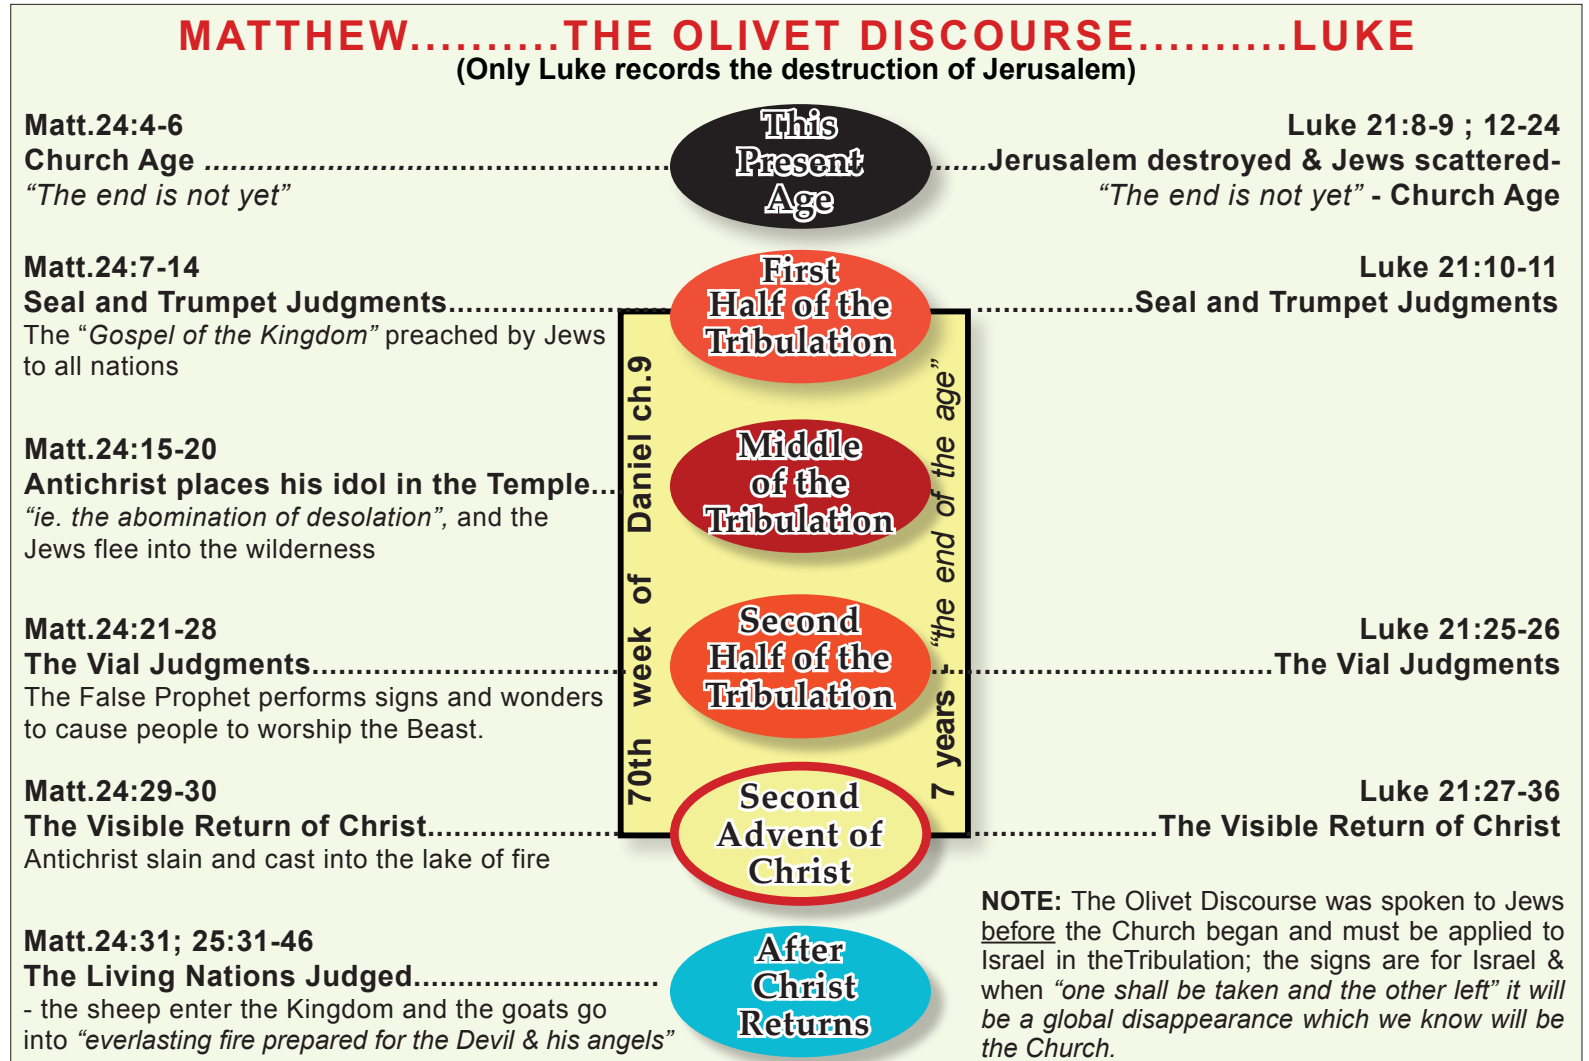 MATTHEW..........THE OLIVET DISCOURSE..........LUKE
(Only Luke records the destruction of Jerusalem)
Matt.24:4-6
Church Age
“The end is not yet”
This
Present
Age
Luke 21:8-9 ; 12-24
Jerusalem destroyed & Jews scattered-
“The end is not yet” - Church Age
Matt.24:7-14
Seal and Trumpet Judgments
The “Gospel of the Kingdom” preached by Jews
to all nations
First
Half of the
Tribulation
Luke 21:10-11
Seal and Trumpet Judgments
70th week of Daniel ch.9
7 years - “the end of the age”
Matt.24:15-20
Antichrist places his idol in the Temple
“ie. the abomination of desolation”, and the
Jews flee into the wilderness
Middle
of the
Tribulation
Matt.24:21-28
The Vial Judgments
The False Prophet performs signs and wonders
to cause people to worship the Beast.
Second
Half of the
Tribulation
Luke 21:25-26
The Vial Judgments
Matt.24:29-30
The Visible Return of Christ
Antichrist slain and cast into the lake of fire
Second
Advent of
Christ
Luke 21:27-36
The Visible Return of Christ
Matt.24:31; 25:31-46
The Living Nations Judged
- the sheep enter the Kingdom and the goats go
into “everlasting fire prepared for the Devil & his angels”
After
Christ
Returns
NOTE: The Olivet Discourse was spoken to Jews
before the Church began and must be applied to
Israel in theTribulation; the signs are for Israel &
when “one shall be taken and the other left” it will
be a global disappearance which we know will be
the Church.